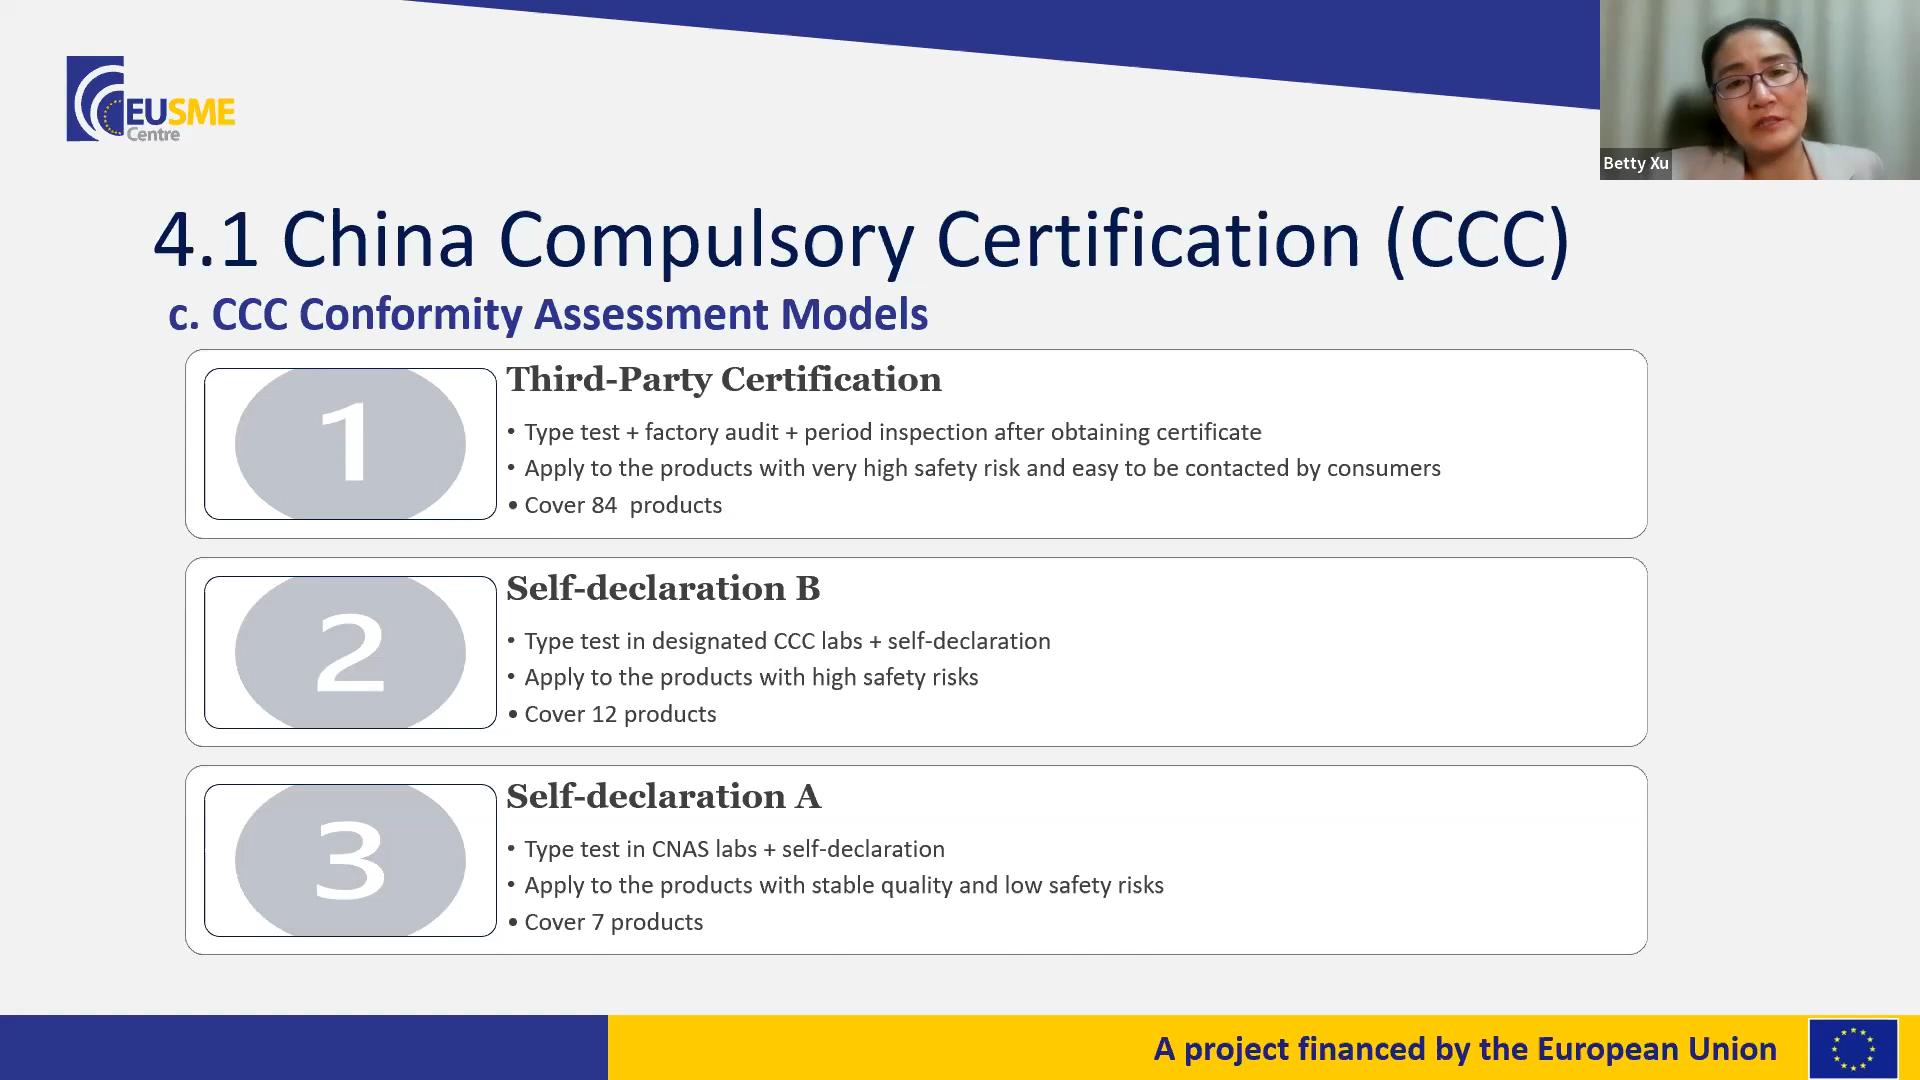 EUSME
Centre
Betty Xu
4.1 China Compulsory Certification (CCC)
c. CCC Conformity Assessment Models
1
Third-Party Certification
• Type test + factory audit + period inspection after obtaining certificate
• Apply to the products with very high safety risk and easy to be contacted by consumers
• Cover 84 products
2
Self-declaration B
• Type test in designated CCC labs + self-declaration
• Apply to the products with high safety risks
• Cover 12 products
3
Self-declaration A
• Type test in CNAS labs + self-declaration
• Apply to the products with stable quality and low safety risks
• Cover 7 products
A project financed by the European Union